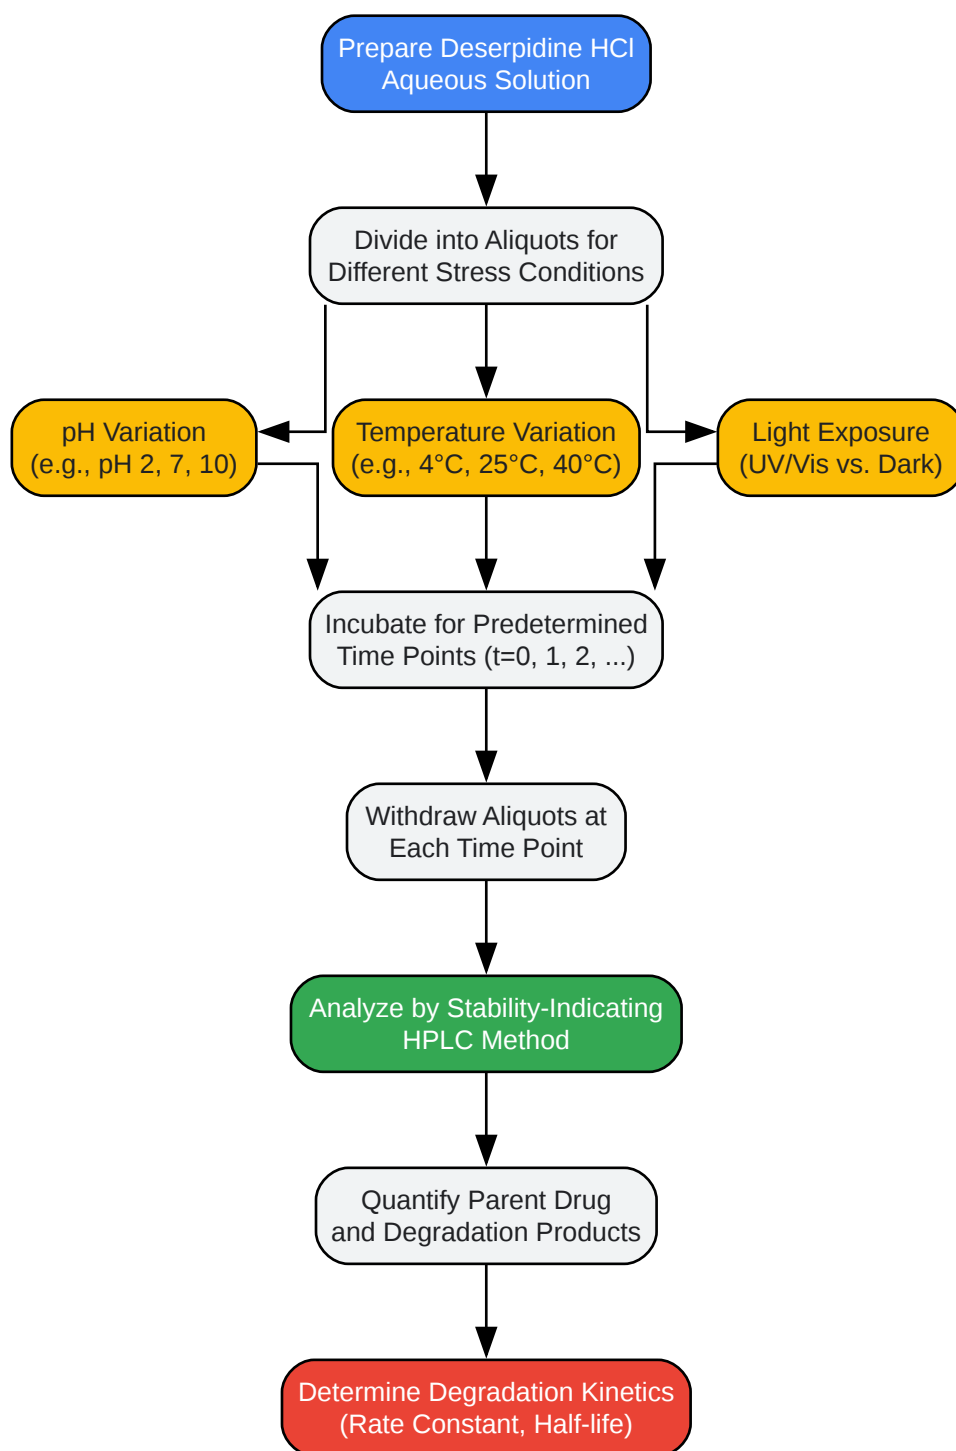 Prepare Deserpidine HCl
Aqueous Solution
Divide into Aliquots for
Different Stress Conditions
pH Variation
(e.g., pH 2, 7, 10)
Temperature Variation
(e.g., 4°C, 25°C, 40°C)
Light Exposure
(UV/Vis vs. Dark)
Incubate for Predetermined
Time Points (t=0, 1, 2, ...)
Withdraw Aliquots at
Each Time Point
Analyze by Stability-Indicating
HPLC Method
Quantify Parent Drug
and Degradation Products
Determine Degradation Kinetics
(Rate Constant, Half-life)